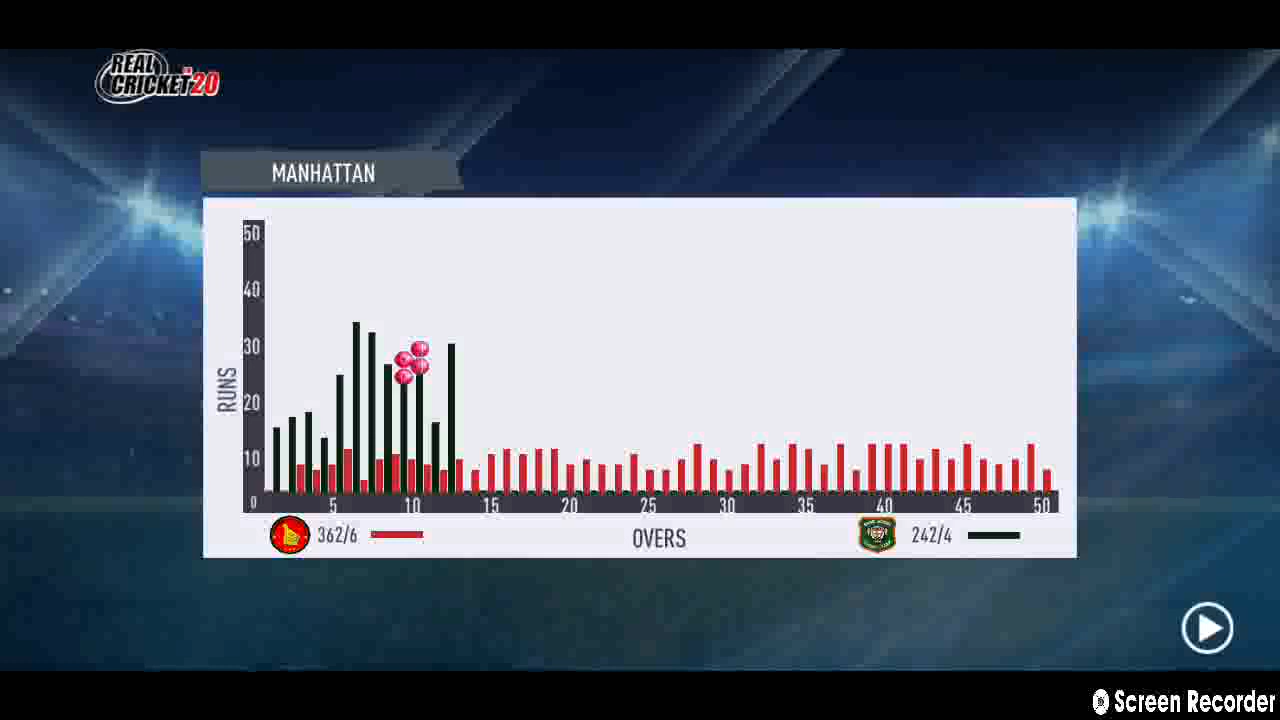 REAL
CRICKET 20
MANHATTAN
50
40
30
20
10
0
RUNS
5 10 15 20 25 30 35 40 45 50
362/6
OVERS
242/4
Screen Recorder